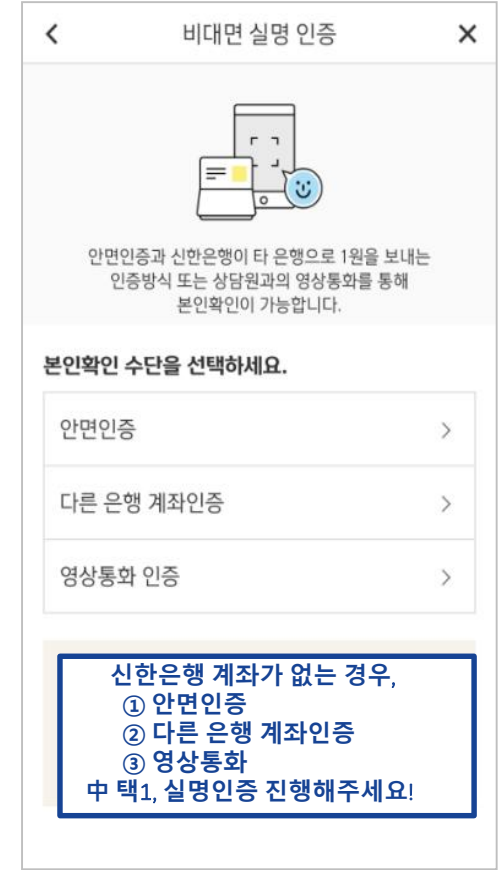 비대면 실명 인증
안면인증과 신한은행이 타 은행으로 1원을 보내는
인증방식 또는 상담원과의 영상통화를 통해
본인확인이 가능합니다.
본인확인 수단을 선택하세요.
안면인증
다른 은행 계좌인증
영상통화 인증
신한은행 계좌가 없는 경우,
① 안면인증
② 다른 은행 계좌인증
③ 영상통화
中 택1, 실명인증 진행해주세요!